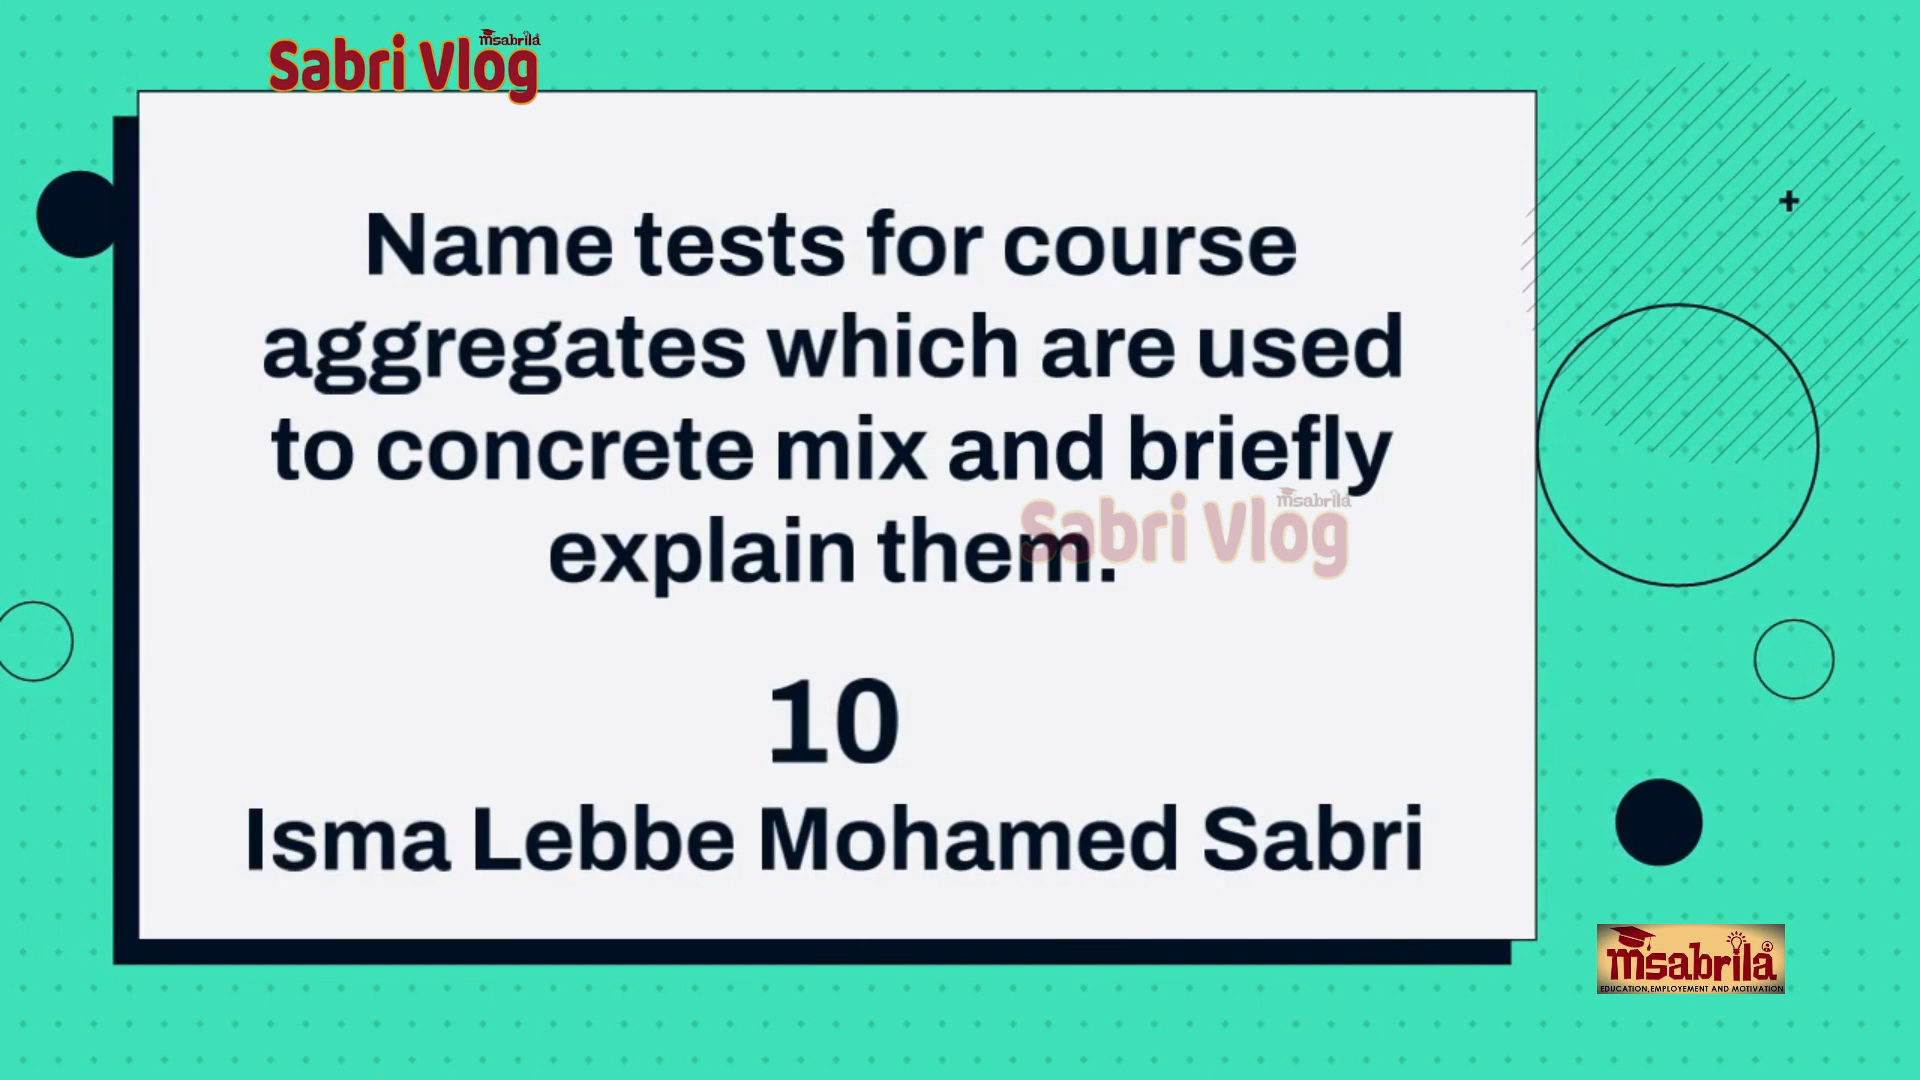 msabrila
Sabri Vlog
Name tests for course
aggregates which are used
to concrete mix and briefly
explain them.
msabrila
Sabri Vlog
10
Isma Lebbe Mohamed Sabri
msabrila
EDUCATION,EMPLOYEMENT AND MOTIVATION